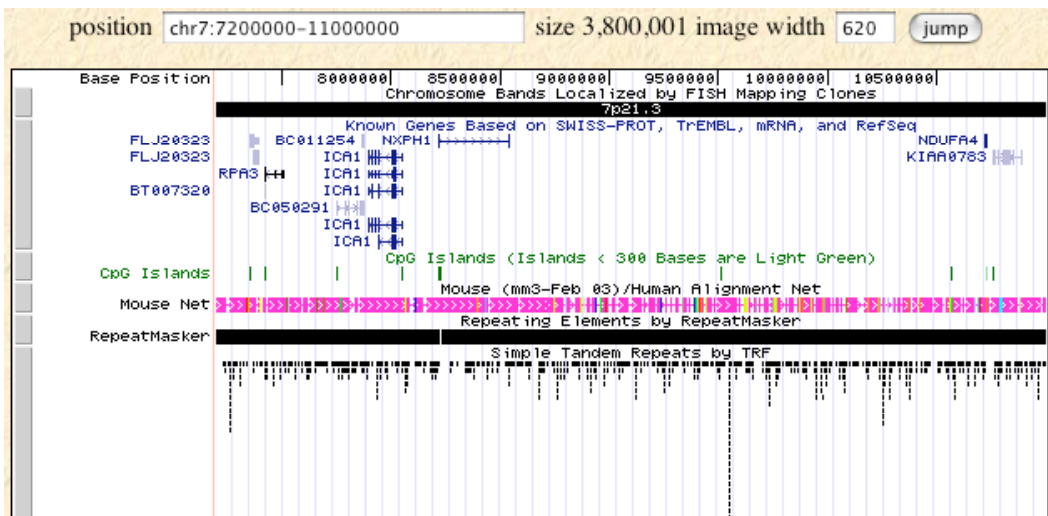 position chr7:7200000-11000000 size 3,800,001 image width 620 jump
Base Position 8000000| 8500000| 9000000| 9500000| 10000000| 10500000|
Chromosome Bands Localized by FISH Mapping Clones
7p21.3
Known Genes Based on SWISS-PROT, TrEMBL, mRNA, and RefSeq
FLJ20323 BC011254 NXPH1 NDUFA4
FLJ20323 ICA1 KIAA0783
RPA3 ICA1
BT007320 ICA1
BC050291
ICA1
ICA1
CpG Islands (Islands < 300 Bases are Light Green)
CpG Islands
Mouse (mm3-Feb 03)/Human Alignment Net
Mouse Net
Repeating Elements by RepeatMasker
RepeatMasker
Simple Tandem Repeats by TRF